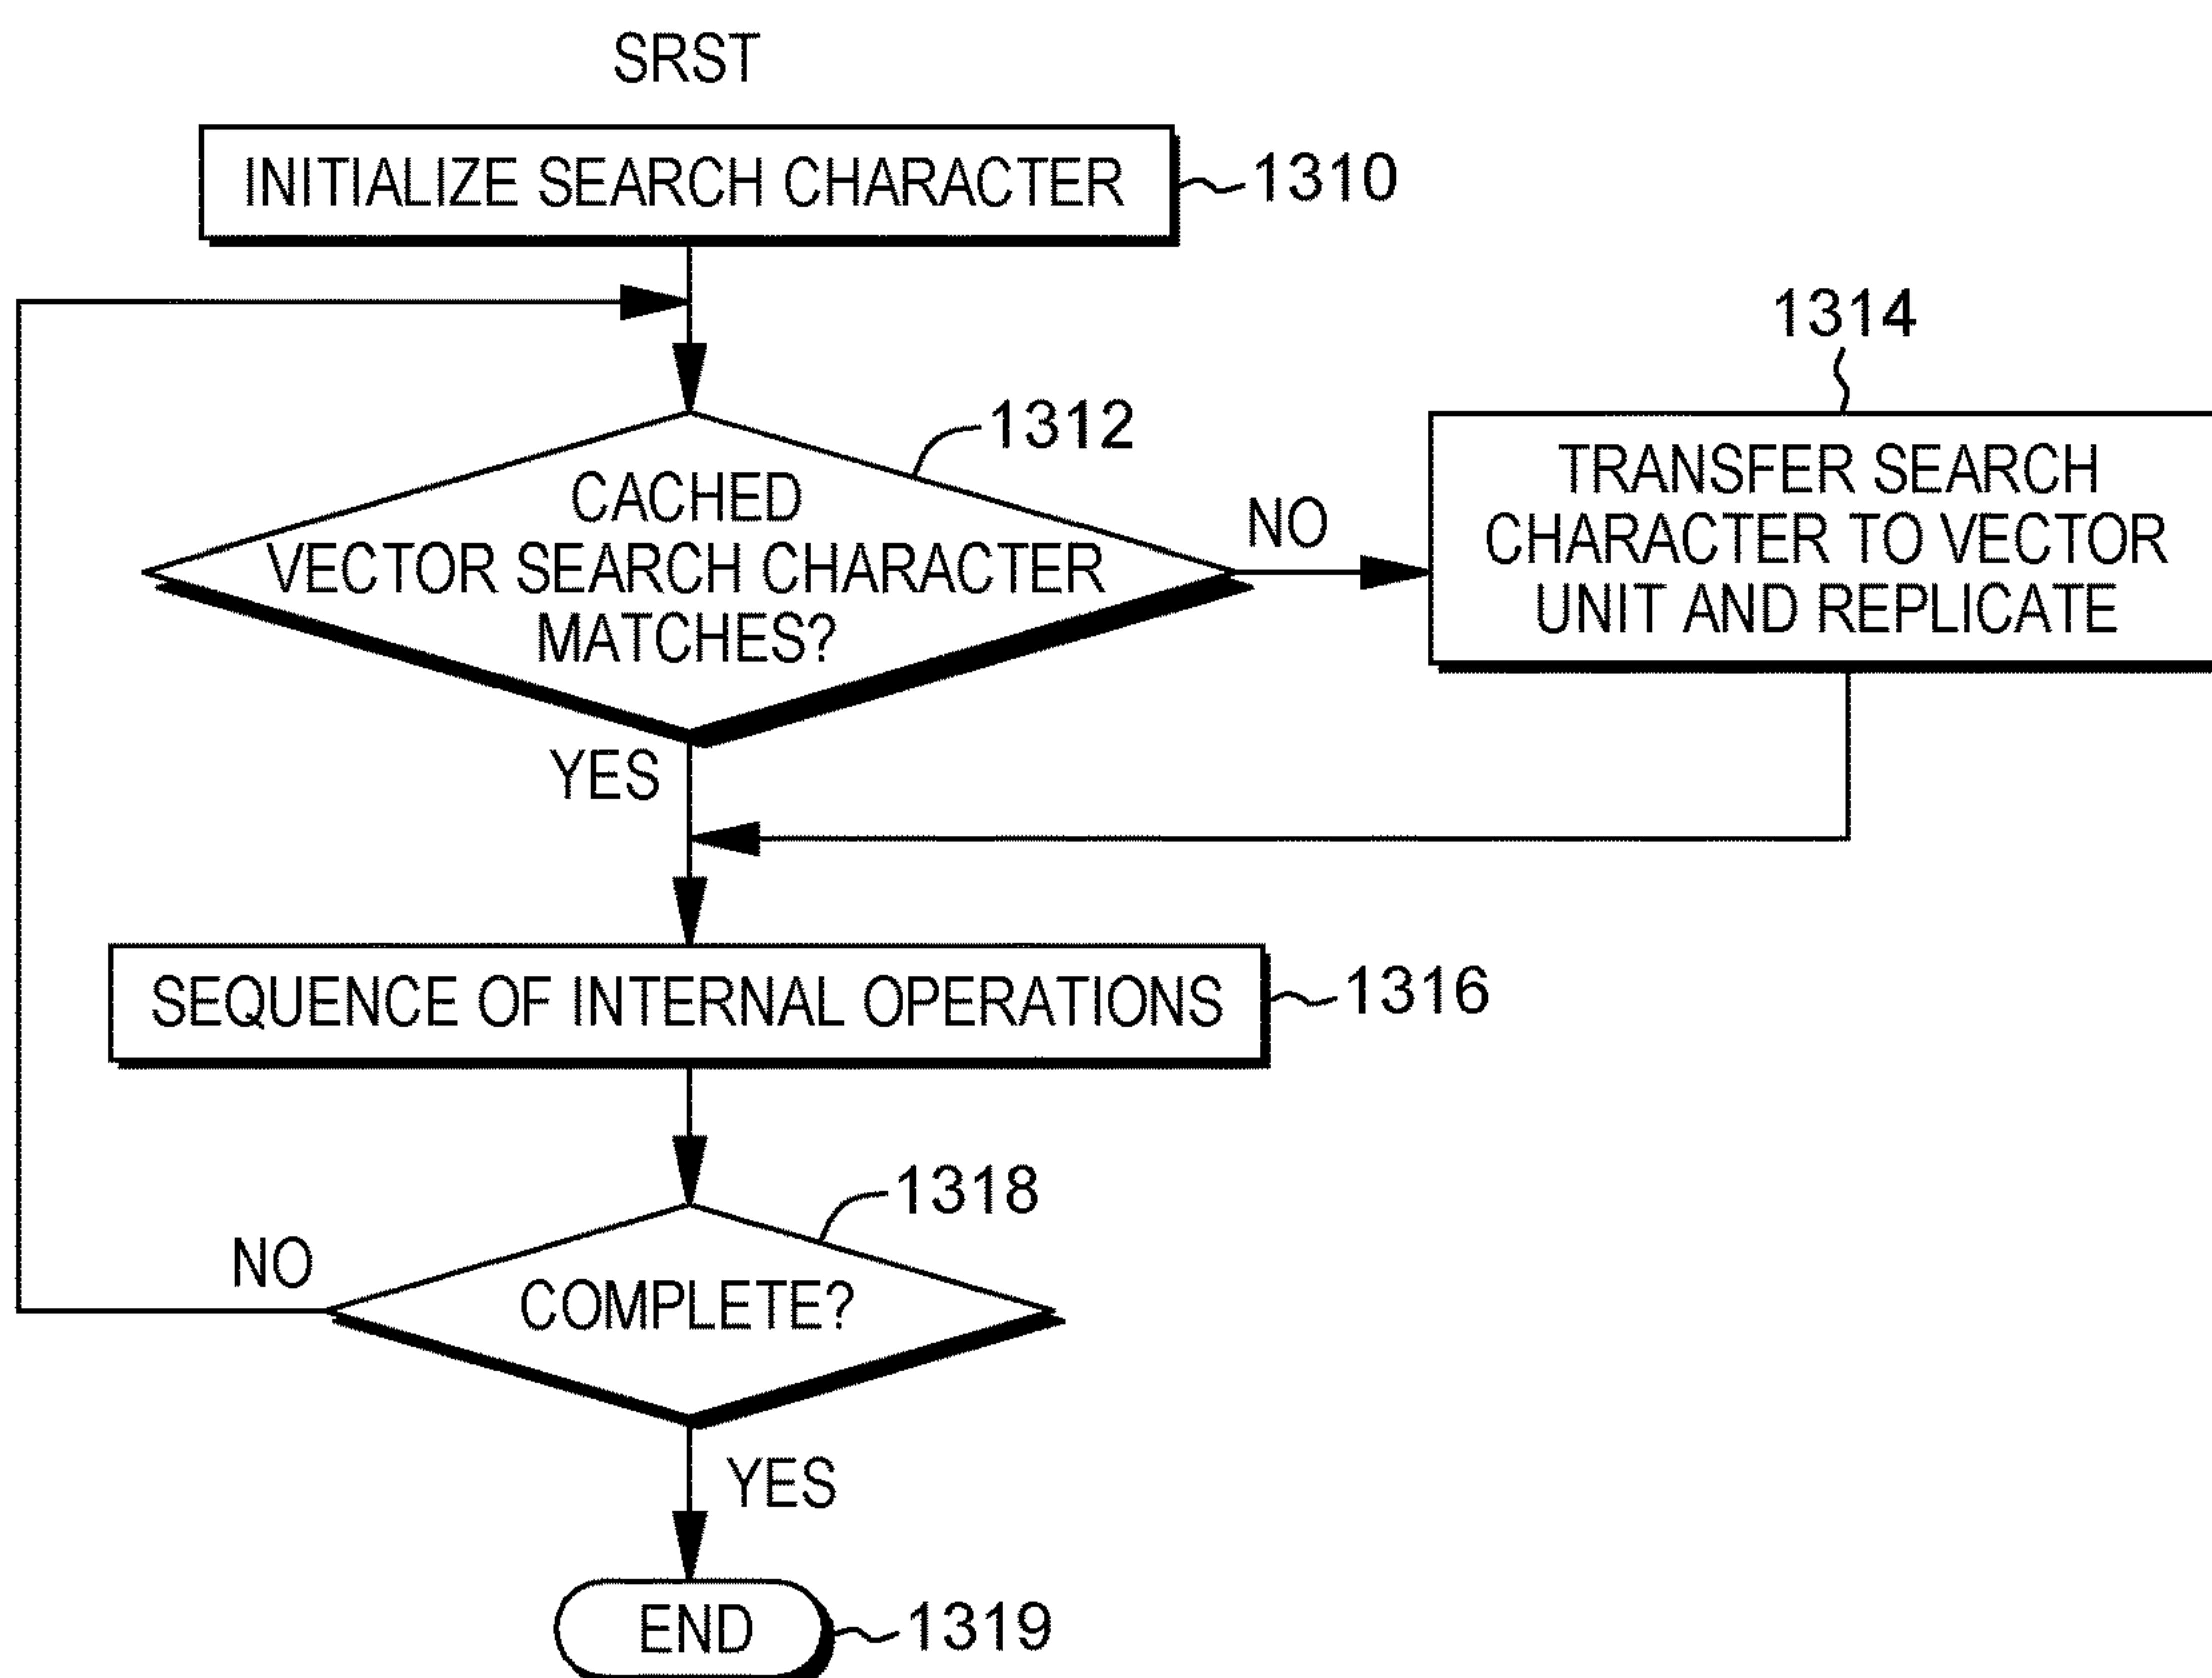 SRST
INITIALIZE SEARCH CHARACTER
1310
1312
CACHED
VECTOR SEARCH CHARACTER
MATCHES?
NO
1314
TRANSFER SEARCH
CHARACTER TO VECTOR
UNIT AND REPLICATE
YES
SEQUENCE OF INTERNAL OPERATIONS
1316
1318
COMPLETE?
NO
YES
END
1319